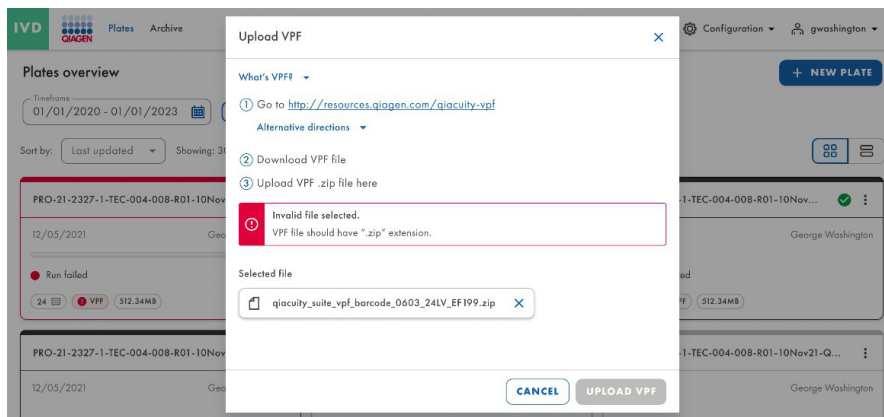 IVD
QIAGEN
Plates Archive
Configuration
gwashington
Plates overview
+ NEW PLATE
Timeframe
01/01/2020 - 01/01/2023
Sort by: Last updated
Showing:
PRO-21-2327-1-TEC-004-008-R01-10Nov
12/05/2021
Run failed
24 VPF 512.34MB
PRO-21-2327-1-TEC-004-008-R01-10Nov
12/05/2021
Upload VPF
What's VPF?
1 Go to http://resources.qiagen.com/qiacuity-vpf
Alternative directions
2 Download VPF file
3 Upload VPF .zip file here
Invalid file selected.
VPF file should have ".zip" extension.
Selected file
qiacuity_suite_vpf_barcode_0603_24LV_EF199.zip
CANCEL UPLOAD VPF
-1-TEC-004-008-R01-10Nov...
George Washington
512.34MB
-1-TEC-004-008-R01-10Nov21-Q...
George Washington